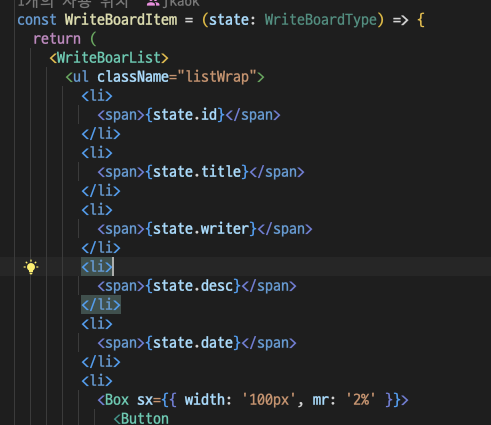 1개의 사용 위치 jkaok
const WriteBoardItem = (state: WriteBoardType) => {
return (
<WriteBoarList>
<ul className="listWrap">
<li>
<span>{state.id}</span>
</li>
<li>
<span>{state.title}</span>
</li>
<li>
<span>{state.writer}</span>
</li>
<li>
<span>{state.desc}</span>
</li>
<li>
<span>{state.date}</span>
</li>
<li>
<Box sx={{ width: '100px', mr: '2%' }}>
<Button